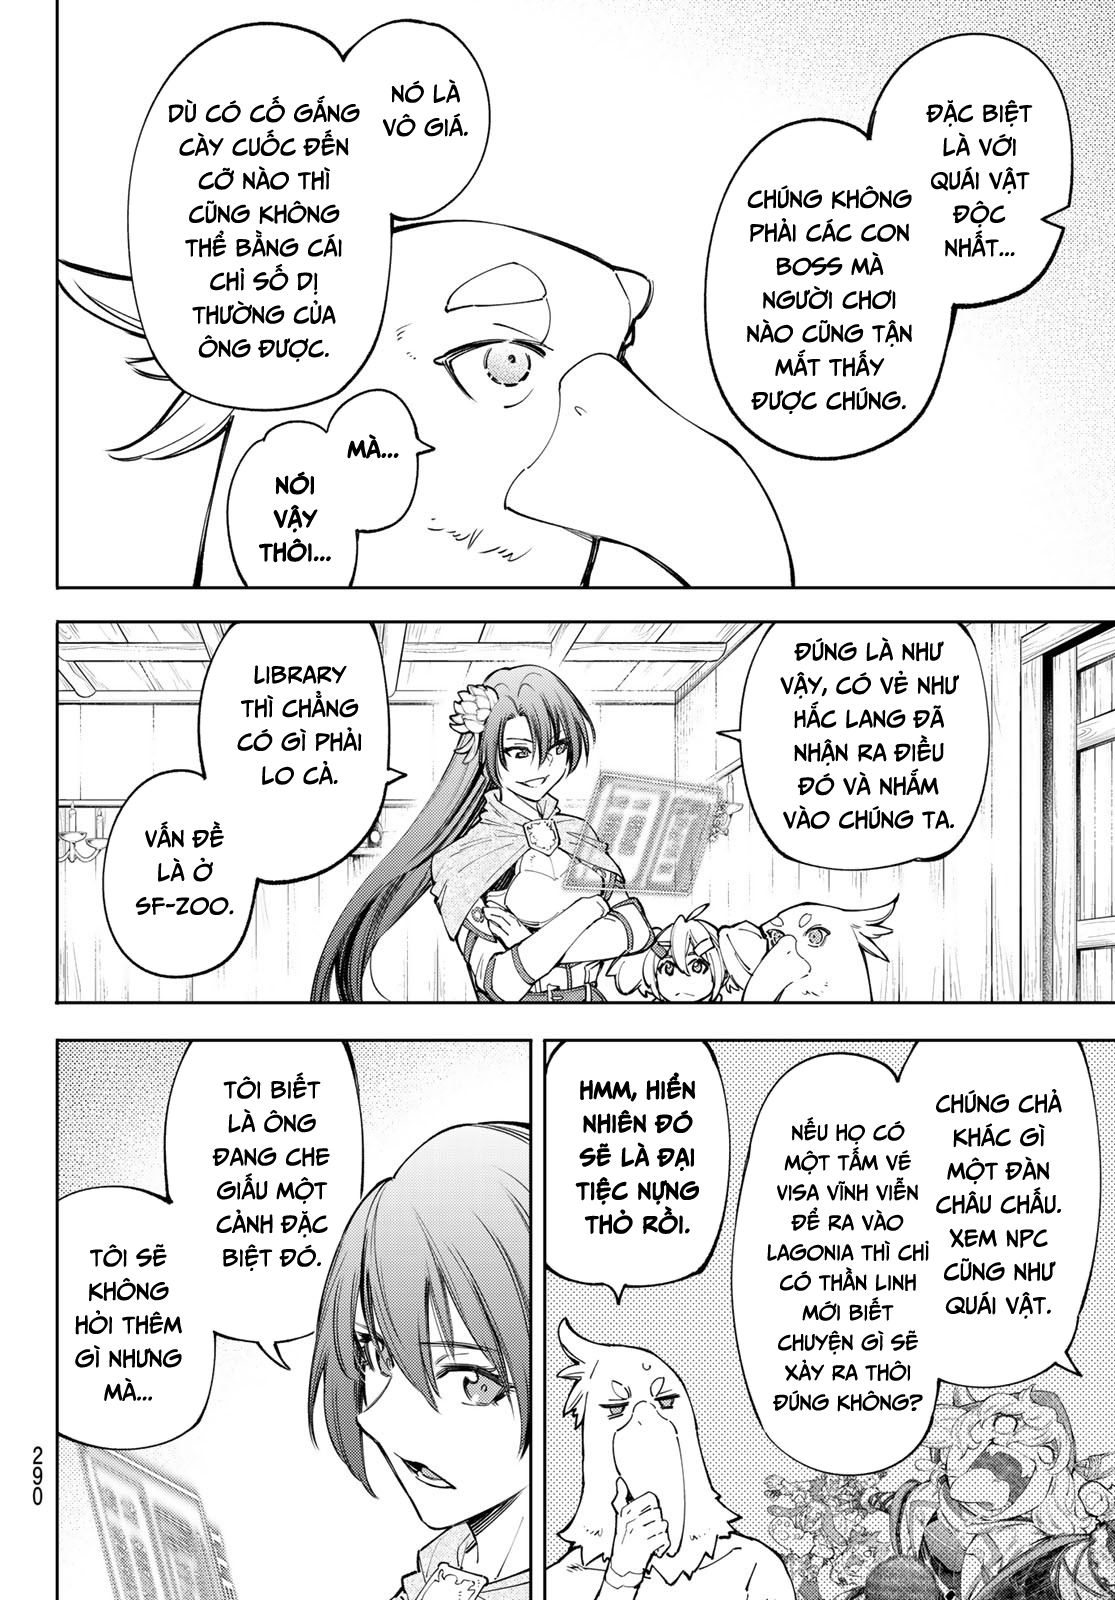 ĐẶC BIỆT
LÀ VỚI
QUÁI VẬT
ĐỘC
NHẤT...
CHÚNG KHÔNG
PHẢI CÁC CON
BOSS MÀ
NGƯỜI CHƠI
NÀO CŨNG TẬN
MẮT THẤY
ĐƯỢC CHÚNG.
NÓ LÀ
VÔ GIÁ.
DÙ CÓ CỐ GẮNG
CÀY CUỐC ĐẾN
CỠ NÀO THÌ
CŨNG KHÔNG
THỂ BẰNG CÁI
CHỈ SỐ DỊ
THƯỜNG CỦA
ÔNG ĐƯỢC.
MÀ...
NÓI
VẬY
THÔI...
ĐÚNG LÀ NHƯ
VẬY, CÓ VẺ NHƯ
HẮC LANG ĐÃ
NHẬN RA ĐIỀU
ĐÓ VÀ NHẮM
VÀO CHÚNG TA.
LIBRARY
THÌ CHẲNG
CÓ GÌ PHẢI
LO CẢ.
VẤN ĐỀ
LÀ Ở
SF-ZOO.
CHÚNG CHẢ
KHÁC GÌ
MỘT ĐÀN
CHÂU CHẤU.
XEM NPC
CŨNG NHƯ
QUÁI VẬT.
NẾU HỌ CÓ
MỘT TẤM VÉ
VISA VĨNH VIỄN
ĐỂ RA VÀO
LAGONIA THÌ CHỈ
CÓ THẦN LINH
MỚI BIẾT
CHUYỆN GÌ SẼ
XẢY RA THÔI
ĐÚNG KHÔNG?
HMM, HIỂN
NHIÊN ĐÓ
SẼ LÀ ĐẠI
TIỆC NỰNG
THỎ RỒI.
TÔI BIẾT
LÀ ÔNG
ĐANG CHE
GIẤU MỘT
CẢNH ĐẶC
BIỆT ĐÓ.
TÔI SẼ
KHÔNG
HỎI THÊM
GÌ NHƯNG
MÀ...
290